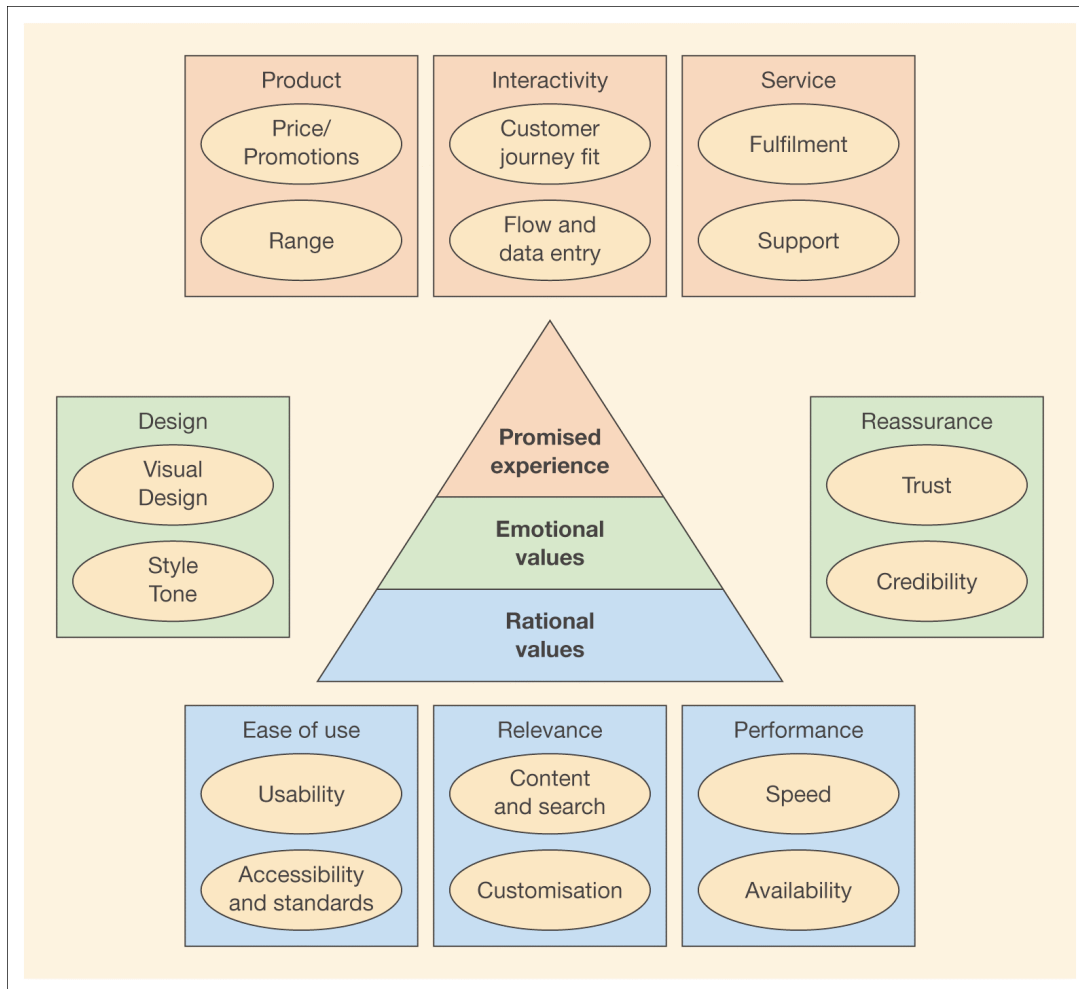 Product
Price/
Promotions
Range
Interactivity
Customer
journey fit
Flow and
data entry
Service
Fulfilment
Support
Design
Visual
Design
Style
Tone
Promised
experience
Emotional
values
Rational
values
Reassurance
Trust
Credibility
Ease of use
Usability
Accessibility
and standards
Relevance
Content
and search
Customisation
Performance
Speed
Availability